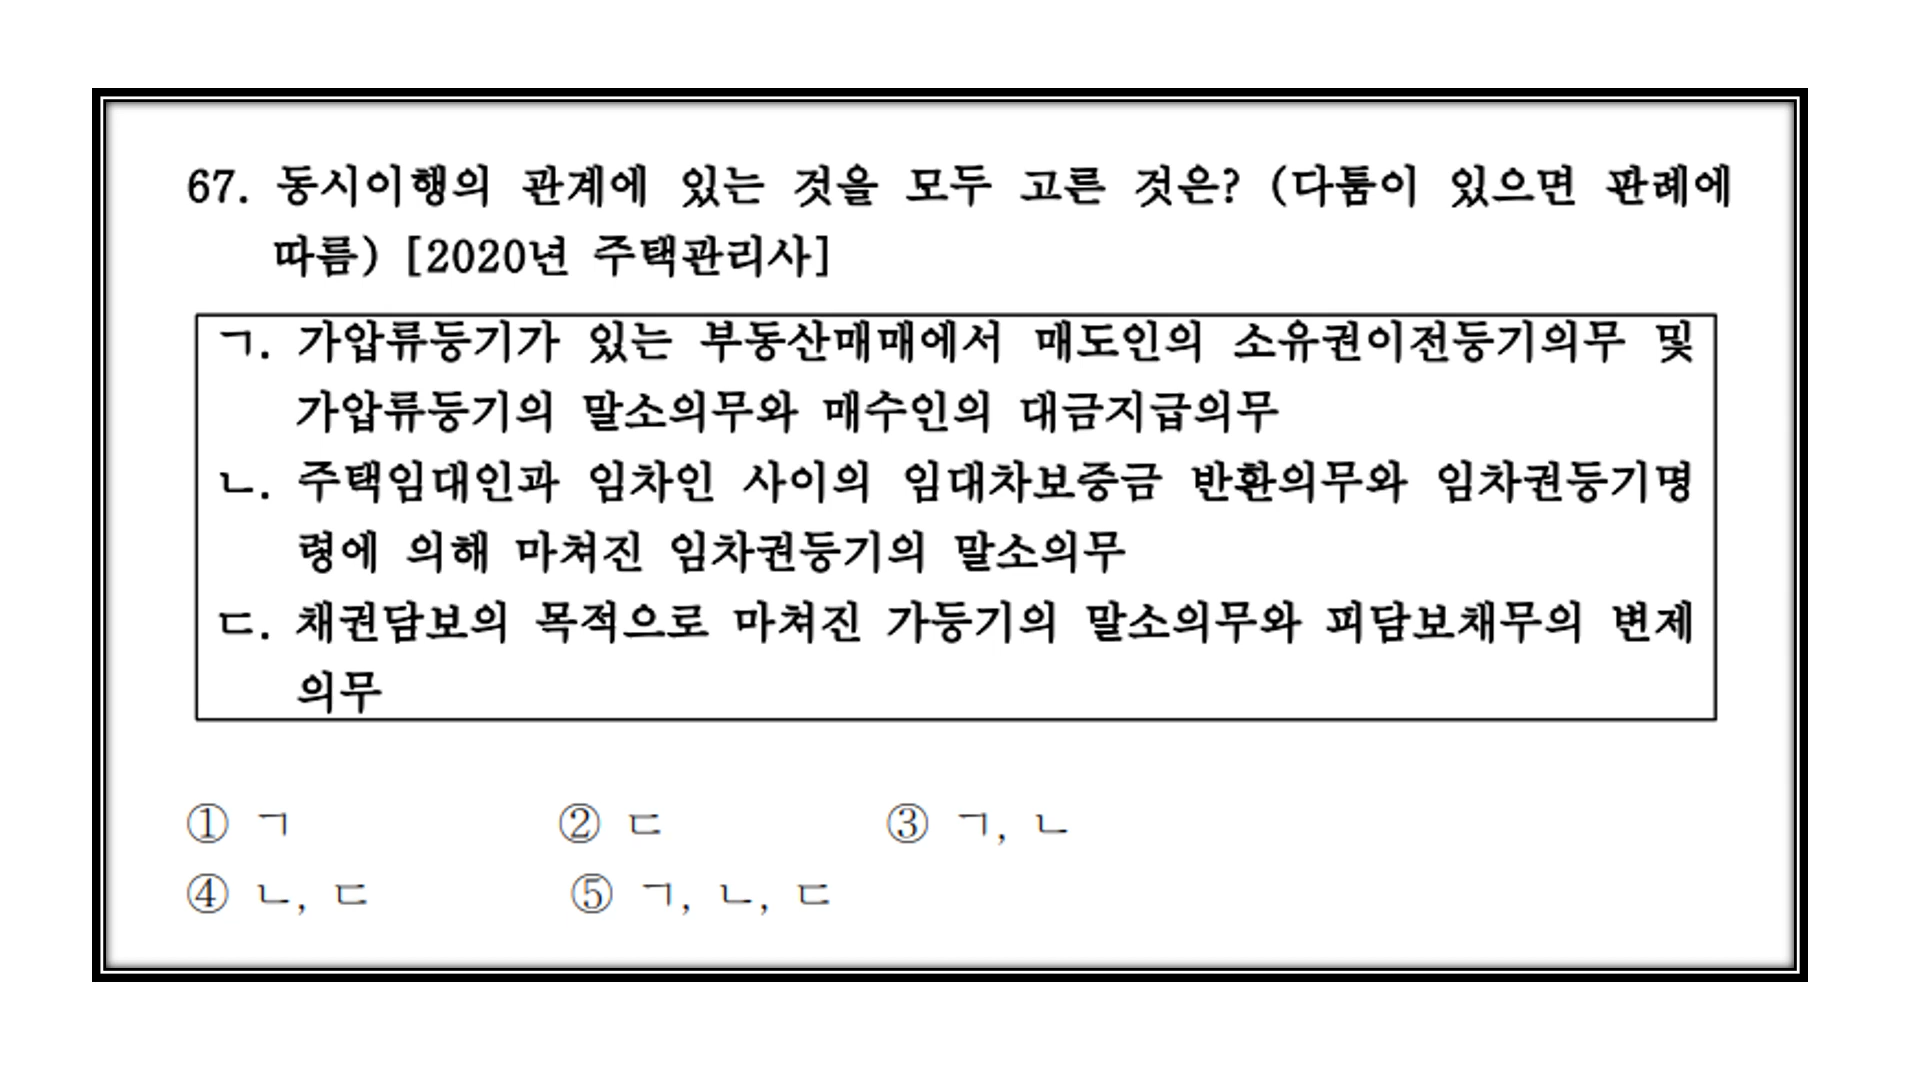 67. 동시이행의 관계에 있는 것을 모두 고른 것은? (다툼이 있으면 판례에
따름) [2020년 주택관리사]
ㄱ. 가압류등기가 있는 부동산매매에서 매도인의 소유권이전등기의무 및
가압류등기의 말소의무와 매수인의 대금지급의무
ㄴ. 주택임대인과 임차인 사이의 임대차보증금 반환의무와 임차권등기명
령에 의해 마쳐진 임차권등기의 말소의무
ㄷ. 채권담보의 목적으로 마쳐진 가등기의 말소의무와 피담보채무의 변제
의무
① ㄱ ② ㄷ ③ ㄱ, ㄴ
④ ㄴ, ㄷ ⑤ ㄱ, ㄴ, ㄷ